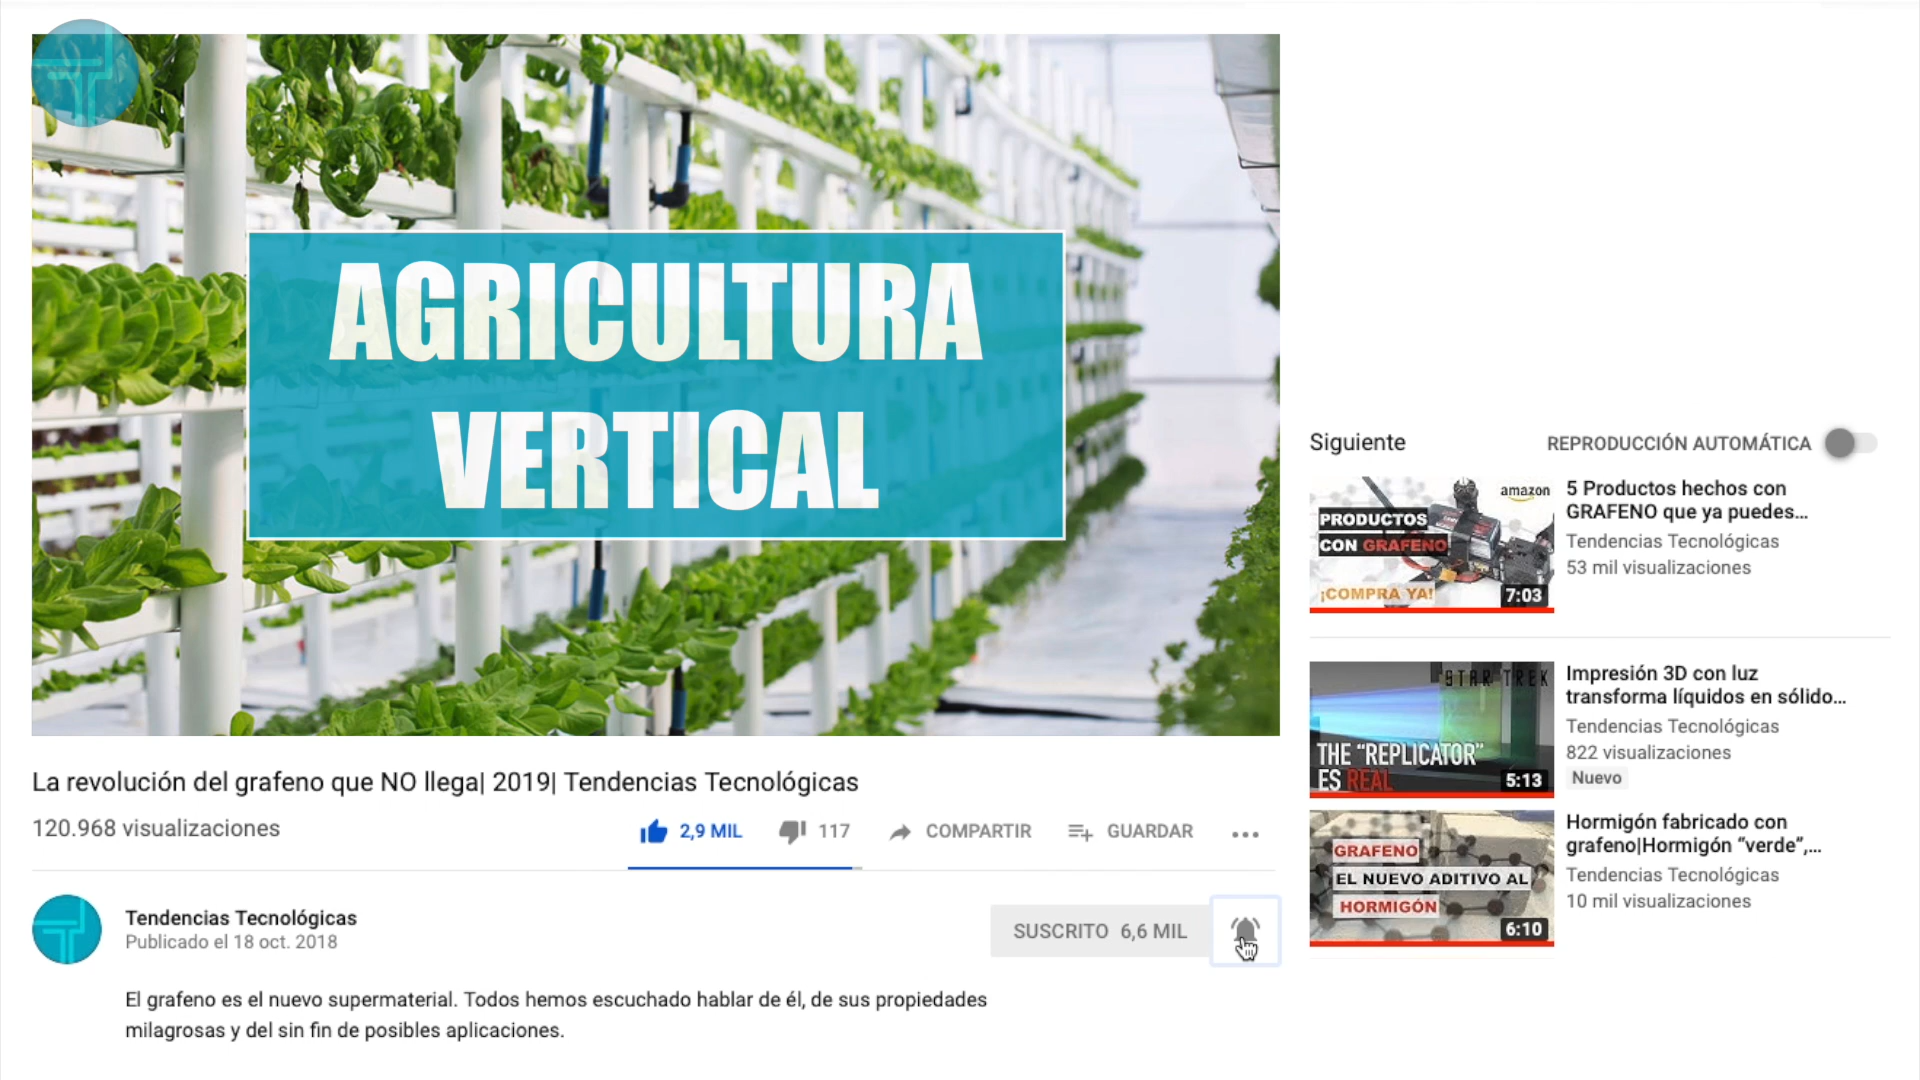 AGRICULTURA
VERTICAL
La revolución del grafeno que NO llega| 2019| Tendencias Tecnológicas
120.968 visualizaciones
2,9 MIL
117
COMPARTIR
GUARDAR
Tendencias Tecnológicas
Publicado el 18 oct. 2018
SUSCRITO 6,6 MIL
El grafeno es el nuevo supermaterial. Todos hemos escuchado hablar de él, de sus propiedades
milagrosas y del sin fin de posibles aplicaciones.
Siguiente
REPRODUCCIÓN AUTOMÁTICA
amazon
PRODUCTOS
CON GRAFENO
¡COMPRA YA!
7:03
5 Productos hechos con
GRAFENO que ya puedes...
Tendencias Tecnológicas
53 mil visualizaciones
STAR TREK
THE “REPLICATOR”
ES REAL
5:13
Impresión 3D con luz
transforma líquidos en sólido...
Tendencias Tecnológicas
822 visualizaciones
Nuevo
GRAFENO
EL NUEVO ADITIVO AL
HORMIGÓN
6:10
Hormigón fabricado con
grafeno|Hormigón “verde”,...
Tendencias Tecnológicas
10 mil visualizaciones